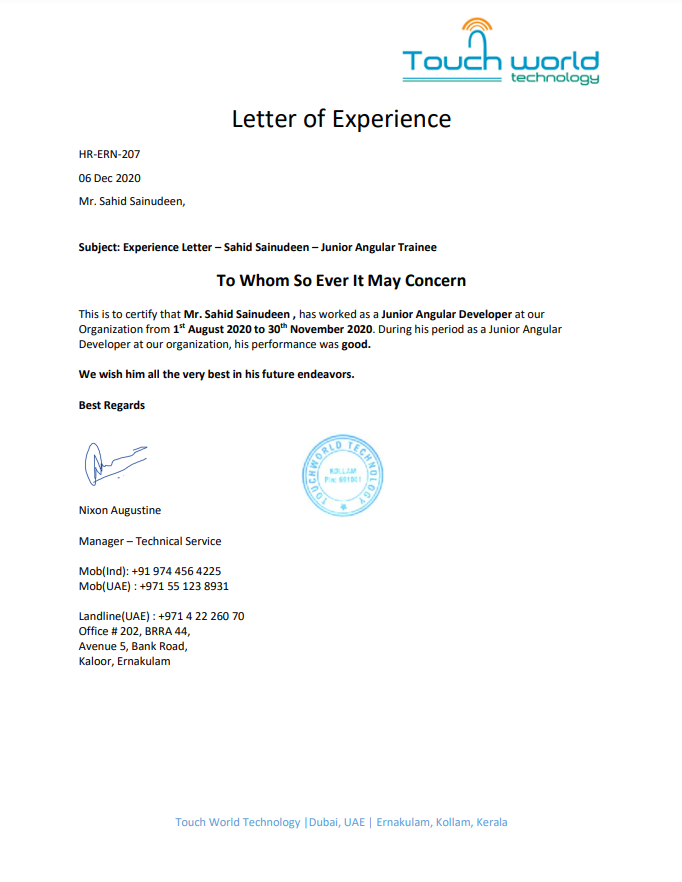 Touch world
technology
Letter of Experience
HR-ERN-207
06 Dec 2020
Mr. Sahid Sainudeen,
Subject: Experience Letter – Sahid Sainudeen – Junior Angular Trainee
To Whom So Ever It May Concern
This is to certify that Mr. Sahid Sainudeen , has worked as a Junior Angular Developer at our
Organization from 1st August 2020 to 30th November 2020. During his period as a Junior Angular
Developer at our organization, his performance was good.
We wish him all the very best in his future endeavors.
Best Regards
TOUCHWORLD TECHNOLOGY
KOLLAM
Nixon Augustine
Manager – Technical Service
Mob(Ind): +91 974 456 4225
Mob(UAE) : +971 55 123 8931
Landline(UAE) : +971 4 22 260 70
Office # 202, BRRA 44,
Avenue 5, Bank Road,
Kaloor, Ernakulam
Touch World Technology |Dubai, UAE | Ernakulam, Kollam, Kerala